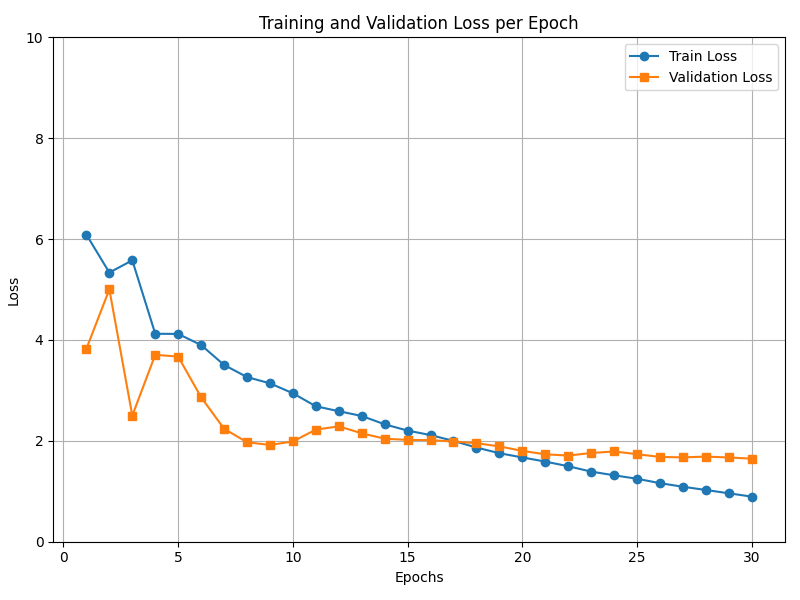 Training and Validation Loss per Epoch
Train Loss
Validation Loss
10
8
6
4
2
0
Loss
0 5 10 15 20 25 30
Epochs